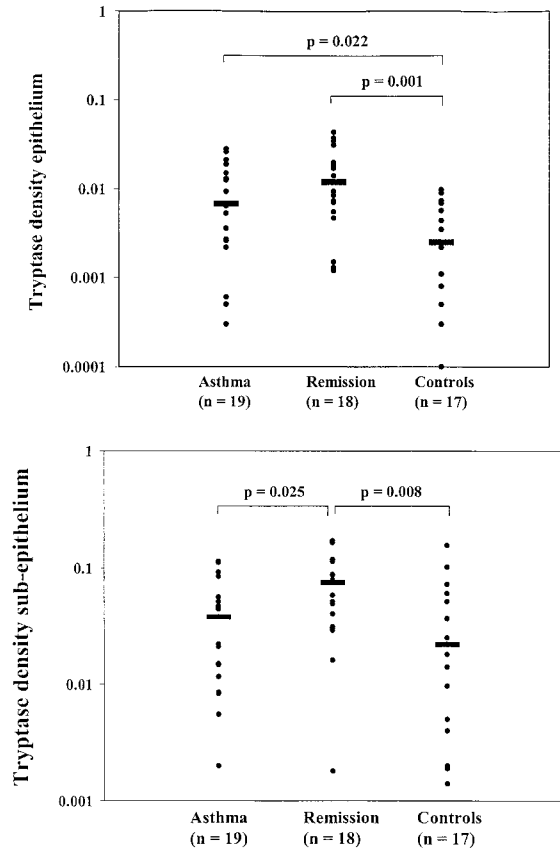 1
p = 0.022
p = 0.001
0.1
0.01
0.001
0.0001
Tryptase density epithelium
Asthma Remission Controls
(n = 19) (n = 18) (n = 17)
1
p = 0.025 p = 0.008
0.1
0.01
0.001
Tryptase density sub-epithelium
Asthma Remission Controls
(n = 19) (n = 18) (n = 17)